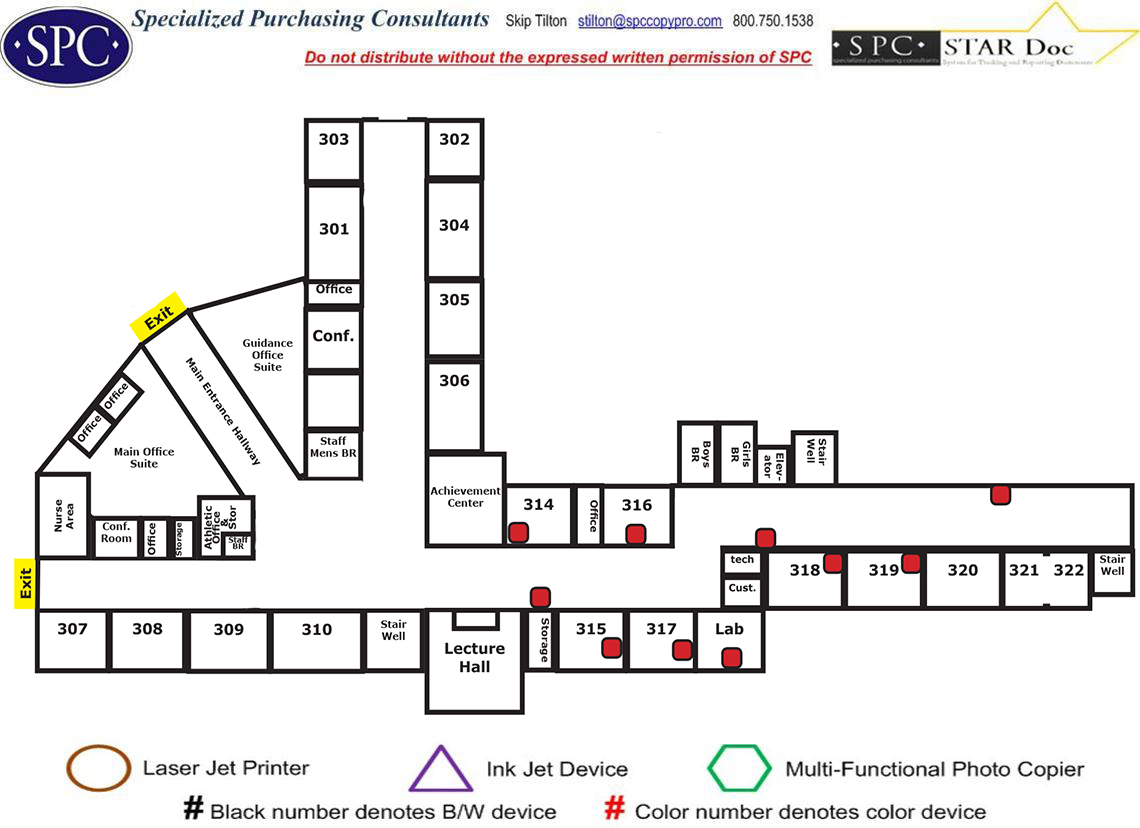 SPC
Specialized Purchasing Consultants Skip Tilton stilton@spccopypro.com 800.750.1538
Do not distribute without the expressed written permission of SPC
SPC STAR Doc
specialized purchasing consultants System for Tracking and Reporting Documents
303
302
301
304
Office
305
Exit
Conf.
Guidance
Office
Suite
Main Entrance Hallway
306
Office
Office
Main Office
Suite
Staff
Mens BR
Boys
BR
Girls
BR
Elev-
ator
Stair
Well
Nurse
Area
Conf.
Room
Office
Storage
Athletic
Office
&
Stor
Staff
BR
Achievement
Center
314
Office
316
Exit
tech
Cust.
318
319
320
321
322
Stair
Well
307
308
309
310
Stair
Well
Lecture
Hall
Storage
315
317
Lab
Laser Jet Printer
Ink Jet Device
Multi-Functional Photo Copier
# Black number denotes B/W device
# Color number denotes color device